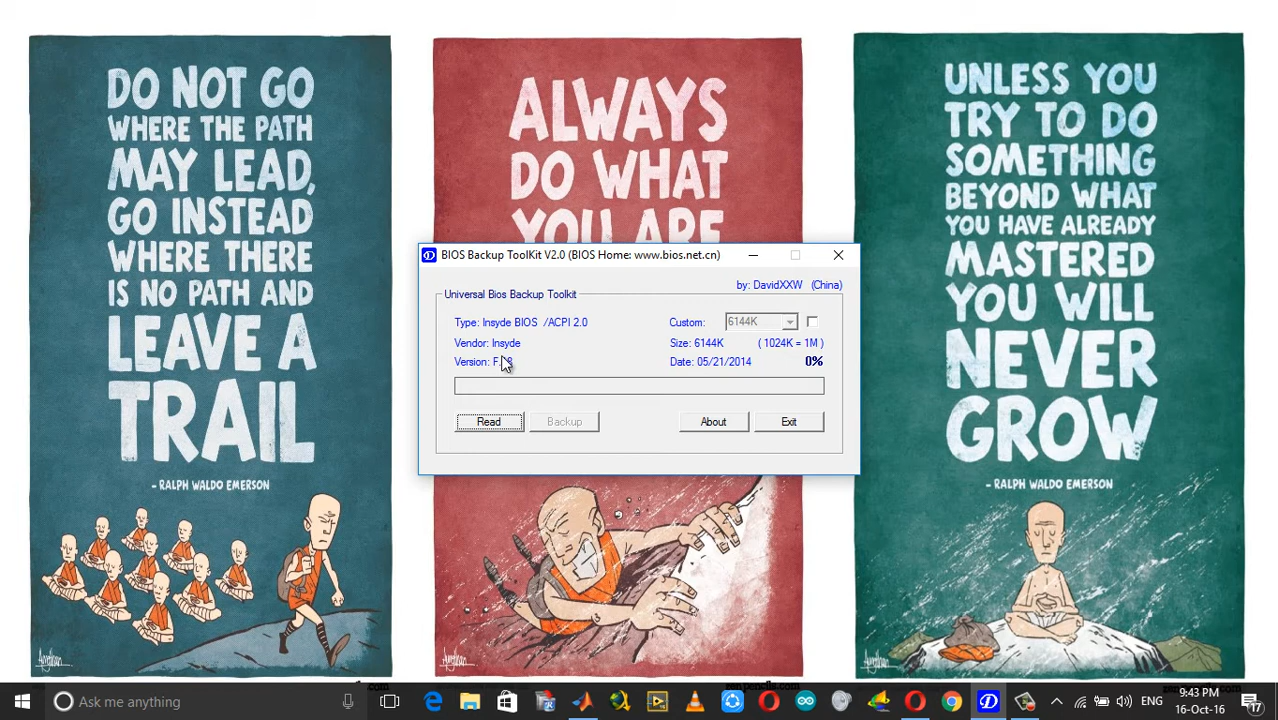 DO NOT GO
WHERE THE PATH
MAY LEAD,
GO INSTEAD
WHERE THERE
IS NO PATH AND
LEAVE A
TRAIL
- RALPH WALDO EMERSON
ALWAYS
DO WHAT
YOU ARE
UNLESS YOU
TRY TO DO
SOMETHING
BEYOND WHAT
YOU HAVE ALREADY
MASTERED
YOU WILL
NEVER
GROW
- RALPH WALDO EMERSON
BIOS Backup ToolKit V2.0 (BIOS Home: www.bios.net.cn)
by: DavidXXW (China)
Universal Bios Backup Toolkit
Type: Insyde BIOS /ACPI 2.0
Custom: 6144K
Vendor: Insyde
Size: 6144K ( 1024K = 1M )
Version:
Date: 05/21/2014 0%
Read Backup About Exit
Ask me anything
ENG
9:43 PM
16-Oct-16
17